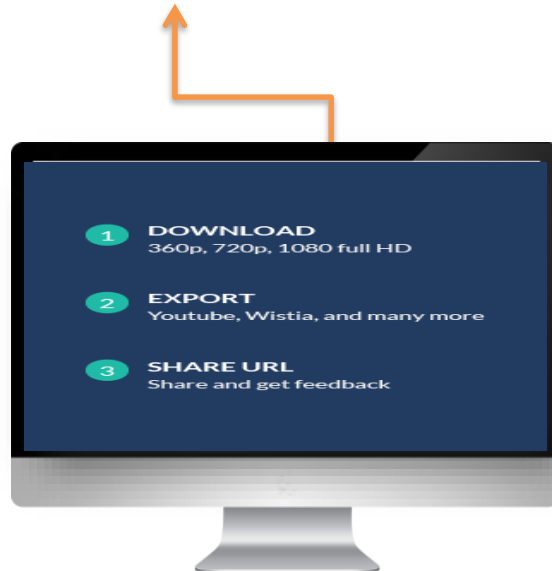 1 DOWNLOAD
360p, 720p, 1080 full HD
2 EXPORT
Youtube, Wistia, and many more
3 SHARE URL
Share and get feedback